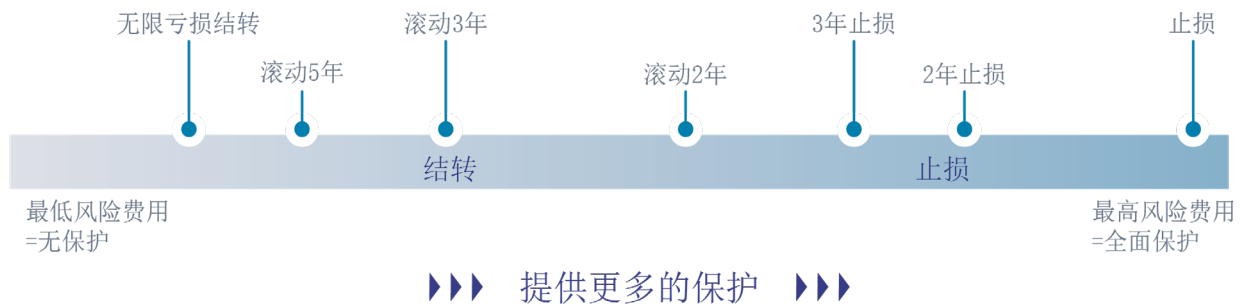 无限亏损结转
滚动3年
3年止损
止损
滚动5年
滚动2年
2年止损
结转
止损
最低风险费用
=无保护
最高风险费用
=全面保护
提供更多的保护